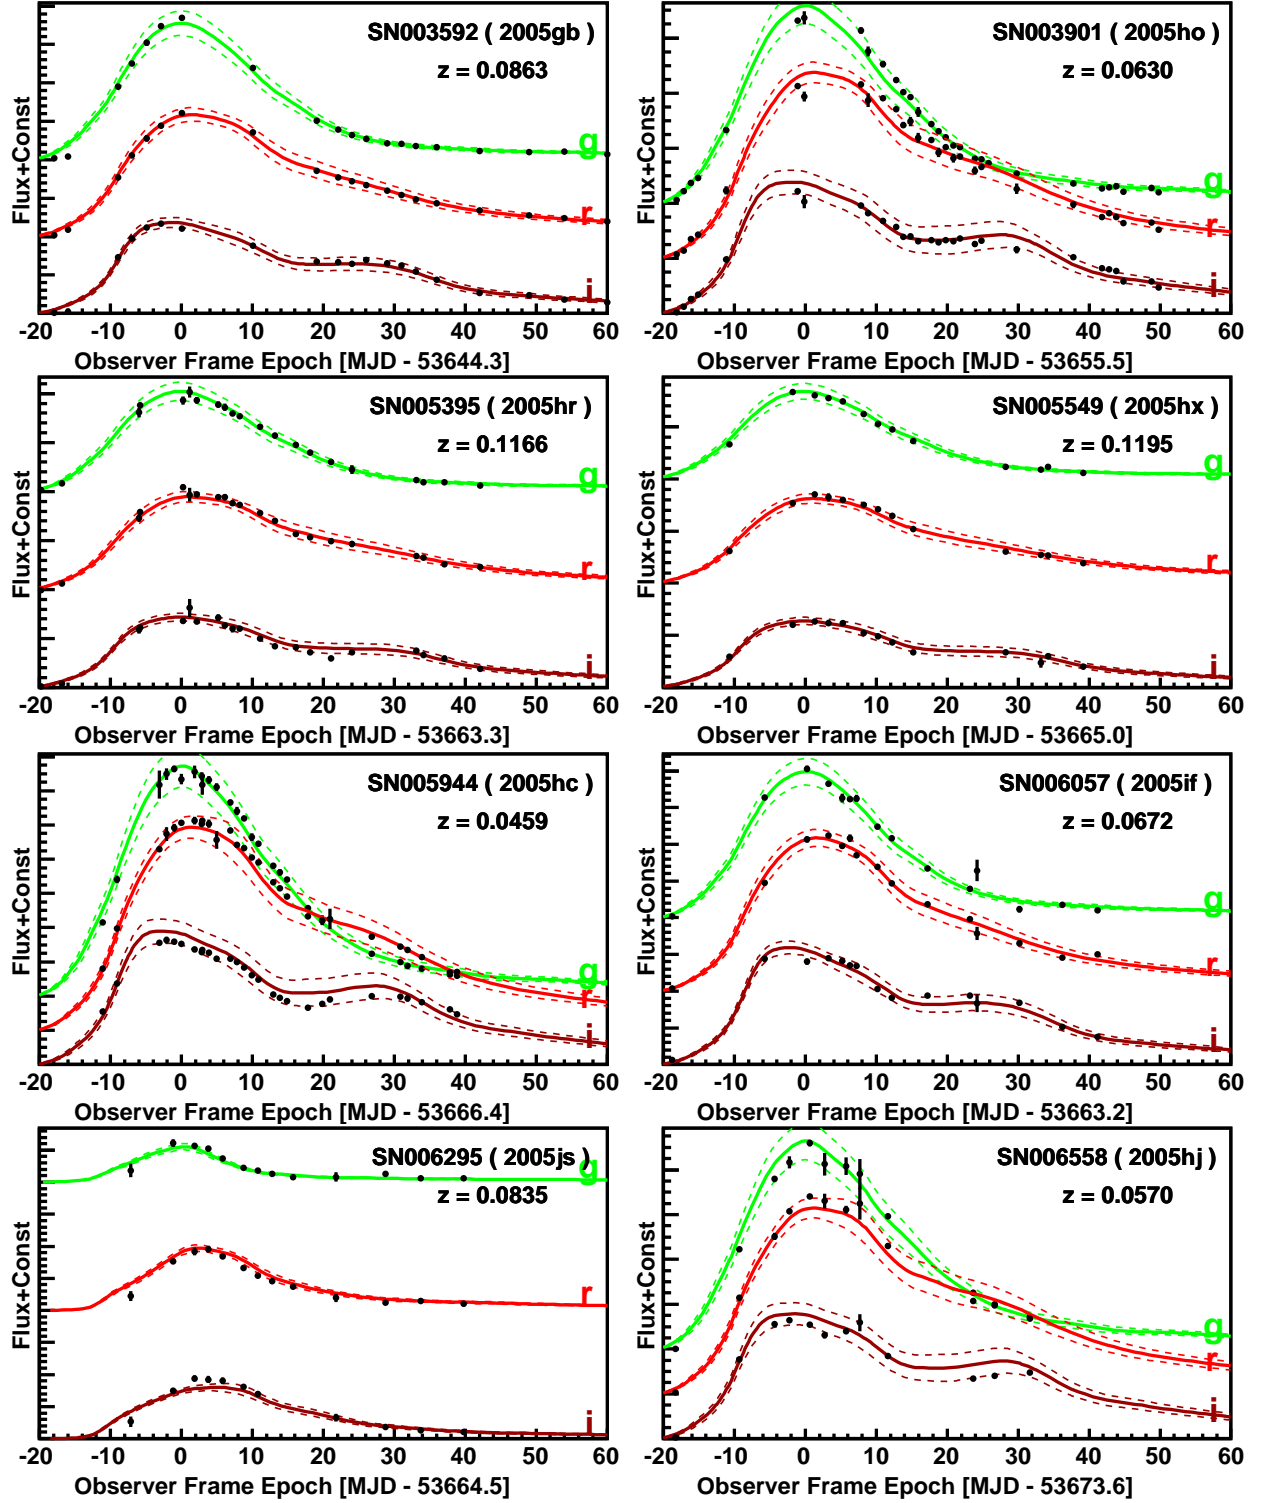 Flux+Const
SN003592 ( 2005gb )
z = 0.0863
g
r
i
-20 -10 0 10 20 30 40 50 60
Observer Frame Epoch [MJD - 53644.3]
Flux+Const
SN003901 ( 2005ho )
z = 0.0630
g
r
i
-20 -10 0 10 20 30 40 50 60
Observer Frame Epoch [MJD - 53655.5]
Flux+Const
SN005395 ( 2005hr )
z = 0.1166
g
r
i
-20 -10 0 10 20 30 40 50 60
Observer Frame Epoch [MJD - 53663.3]
Flux+Const
SN005549 ( 2005hx )
z = 0.1195
g
r
i
-20 -10 0 10 20 30 40 50 60
Observer Frame Epoch [MJD - 53665.0]
Flux+Const
SN005944 ( 2005hc )
z = 0.0459
g
r
i
-20 -10 0 10 20 30 40 50 60
Observer Frame Epoch [MJD - 53666.4]
Flux+Const
SN006057 ( 2005if )
z = 0.0672
g
r
i
-20 -10 0 10 20 30 40 50 60
Observer Frame Epoch [MJD - 53663.2]
Flux+Const
SN006295 ( 2005js )
z = 0.0835
g
r
i
-20 -10 0 10 20 30 40 50 60
Observer Frame Epoch [MJD - 53664.5]
Flux+Const
SN006558 ( 2005hj )
z = 0.0570
g
r
i
-20 -10 0 10 20 30 40 50 60
Observer Frame Epoch [MJD - 53673.6]